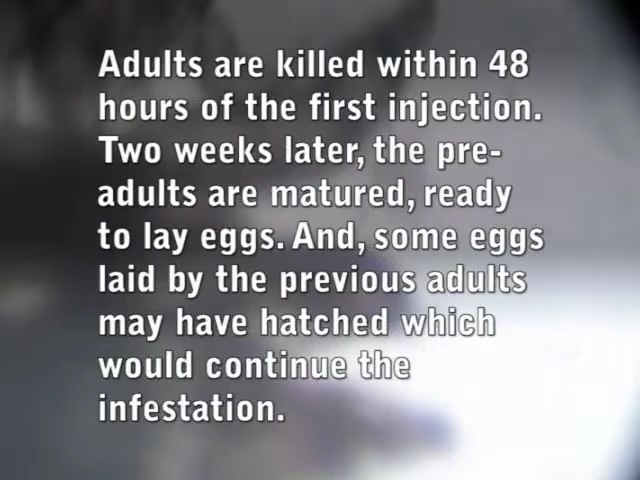 Adults are killed within 48
hours of the first injection.
Two weeks later, the pre-
adults are matured, ready
to lay eggs. And, some eggs
laid by the previous adults
may have hatched which
would continue the
infestation.